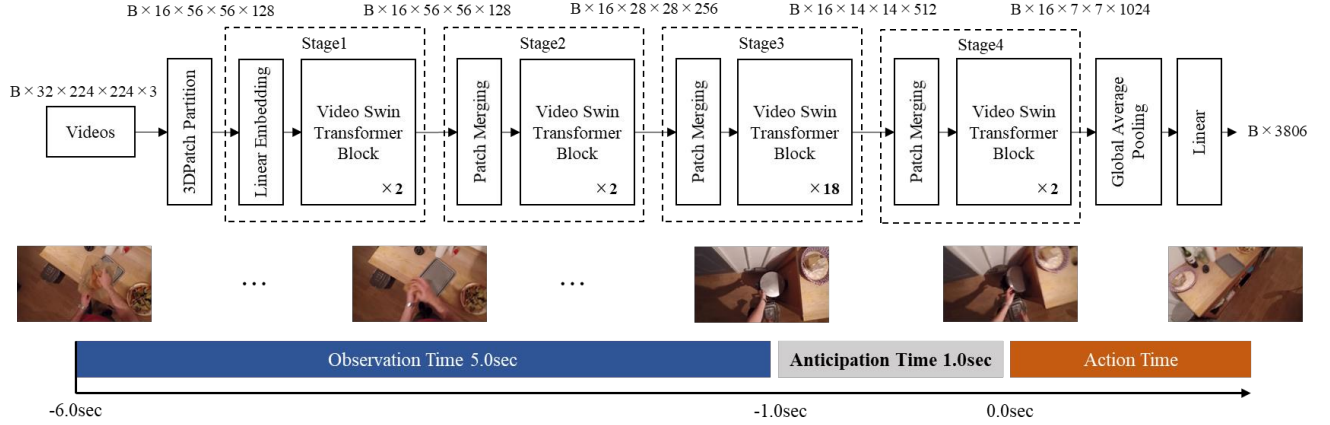 B × 16 × 56 × 56 × 128
B × 16 × 56 × 56 × 128
B × 16 × 28 × 28 × 256
B × 16 × 14 × 14 × 512
B × 16 × 7 × 7 × 1024
Stage1
Stage2
Stage3
Stage4
B × 32 × 224 × 224 × 3
Videos
3DPatch Partition
Linear Embedding
Video Swin
Transformer
Block
× 2
Patch Merging
Video Swin
Transformer
Block
× 2
Patch Merging
Video Swin
Transformer
Block
× 18
Patch Merging
Video Swin
Transformer
Block
× 2
Global Average
Pooling
Linear
B × 3806
...
...
Observation Time 5.0sec
Anticipation Time 1.0sec
Action Time
-6.0sec
-1.0sec
0.0sec